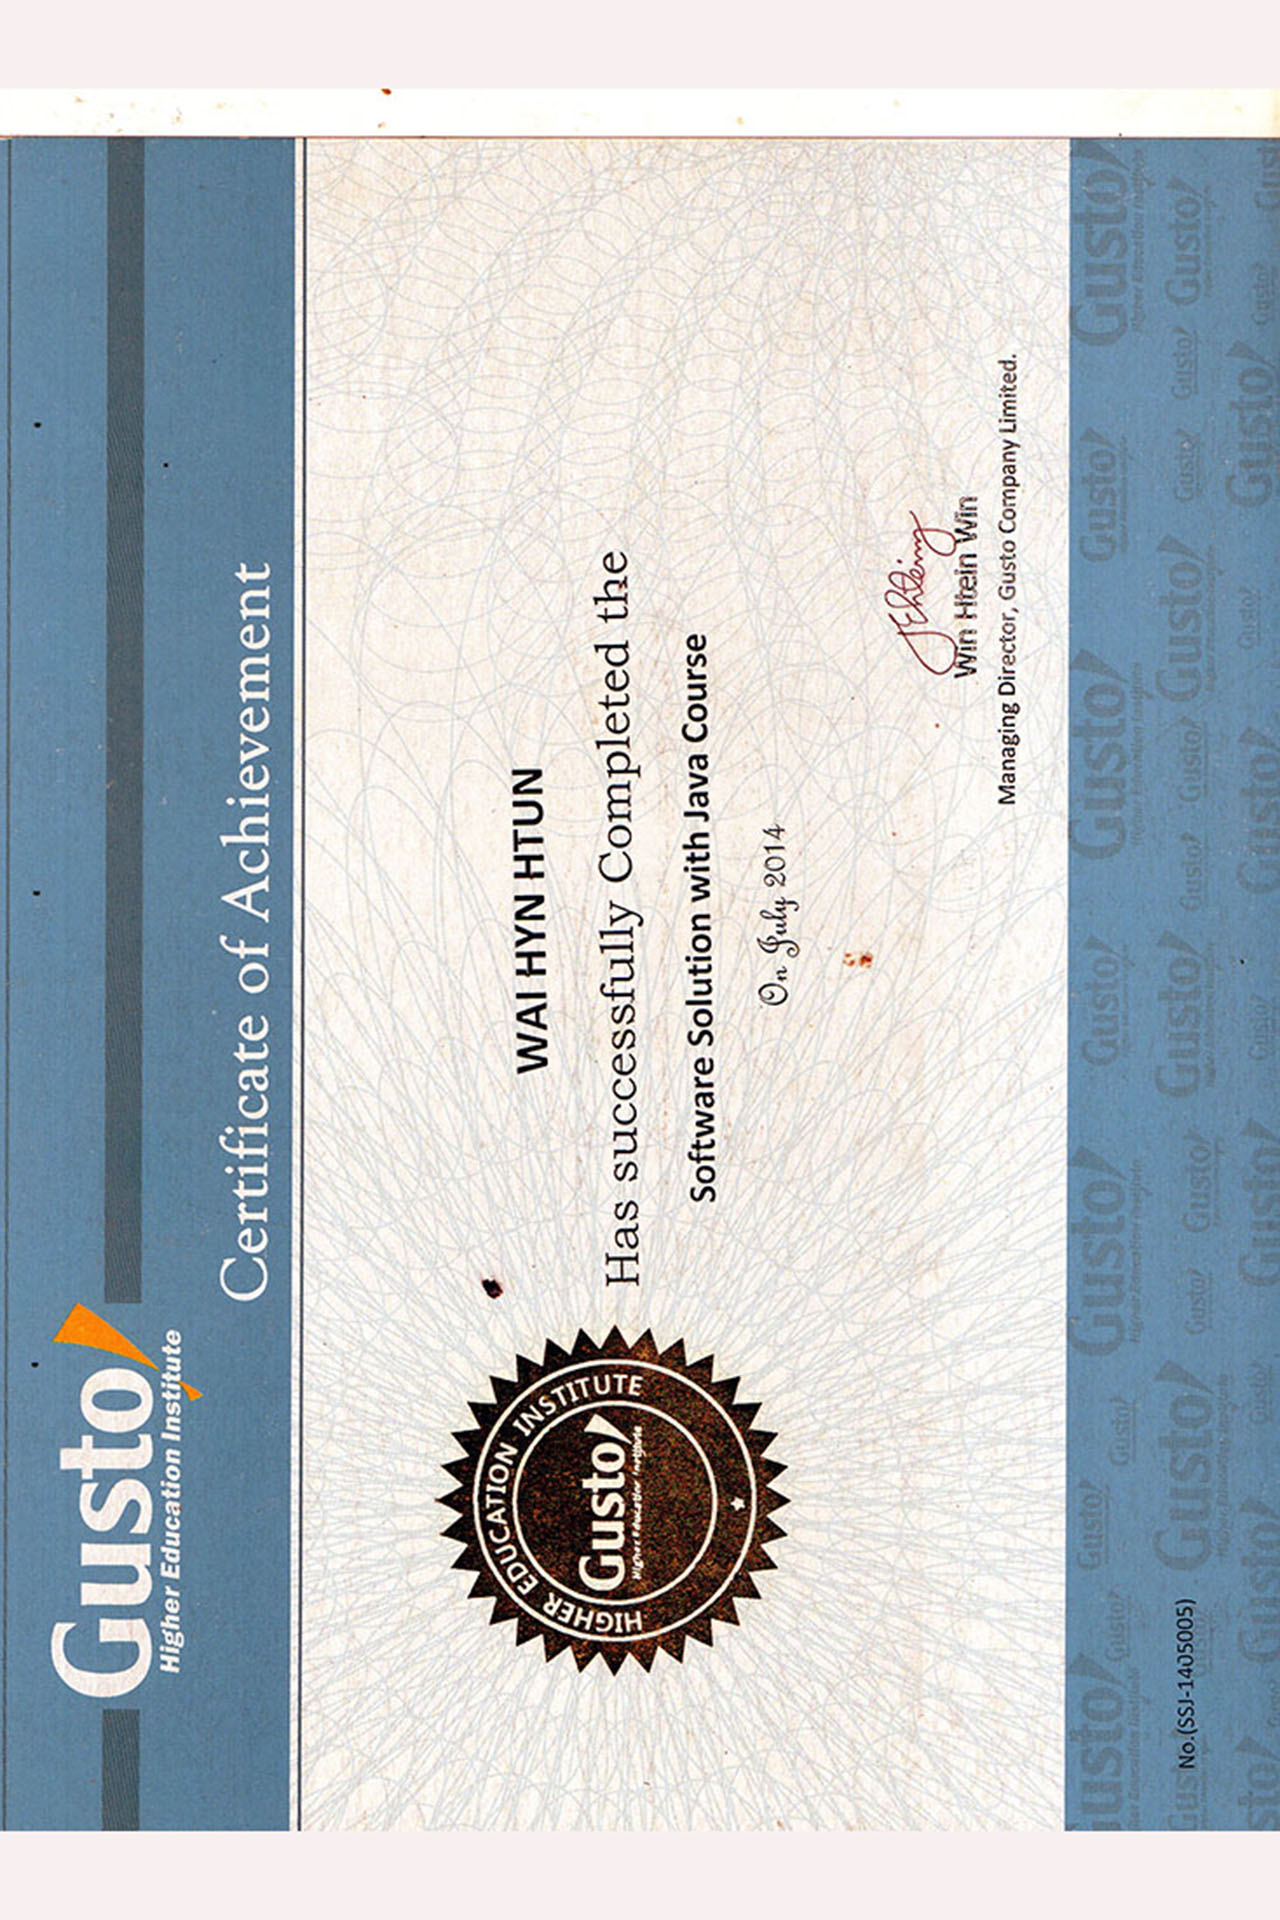 Gusto
Higher Education Institute
Certificate of Achievement
WAI HYN HTUN
Has successfully Completed the
Software Solution with Java Course
On July 2014
HIGHER EDUCATION INSTITUTE
Gusto
Higher Education Institute
Win Htein Win
Managing Director, Gusto Company Limited.
No.(SSJ-1405005)